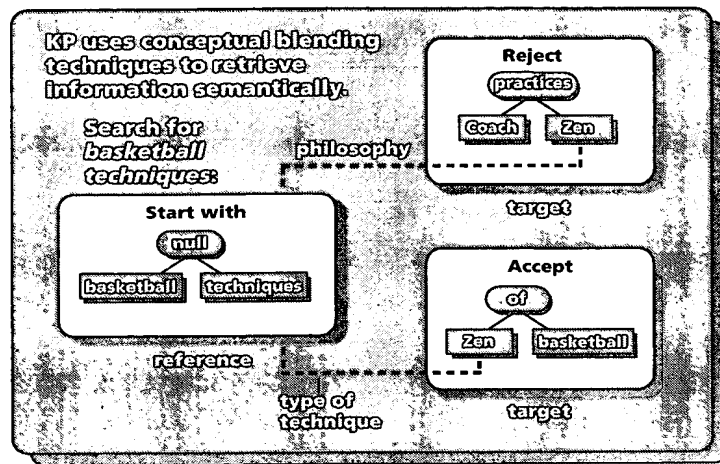 KP uses conceptual blending
techniques to retrieve
information semantically.
Search for
basketball
techniques:
Start with
null
basketball techniques
reference
philosophy
Reject
practices
Coach Zen
target
Accept
of
Zen basketball
target
type of
technique